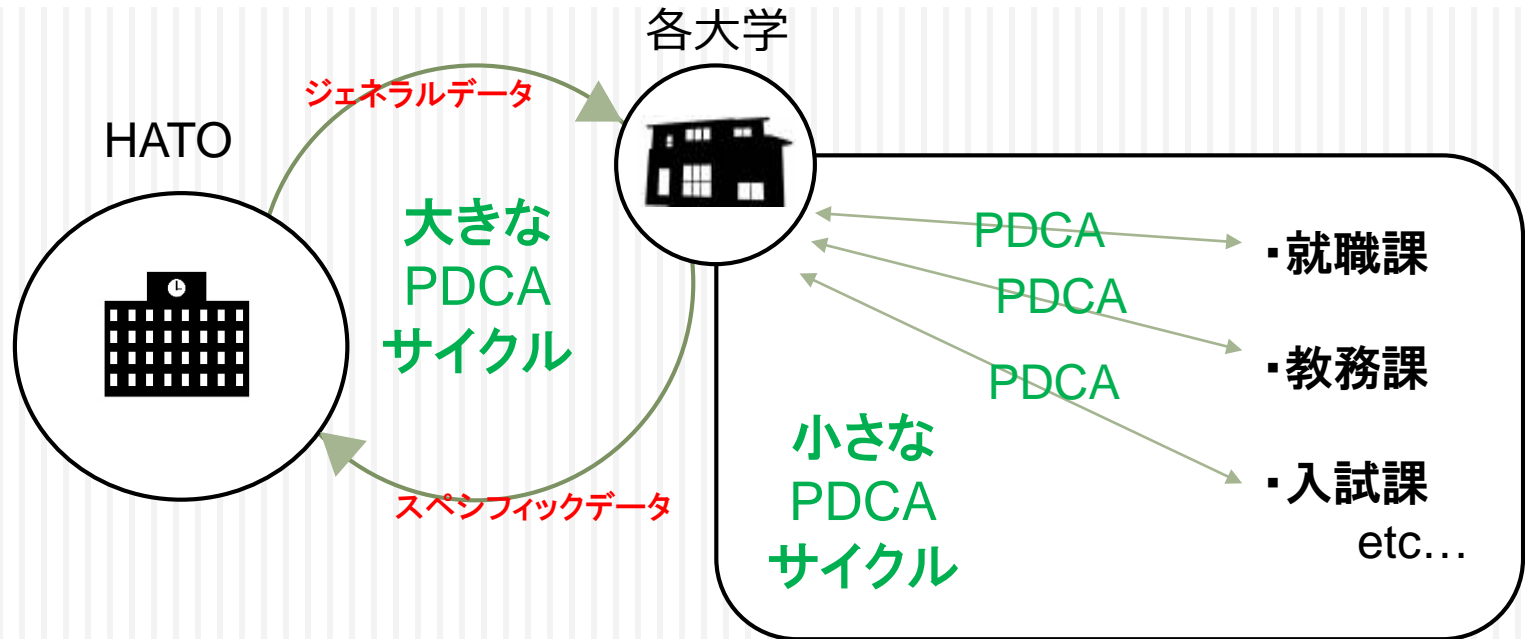 各大学
ジェネラルデータ
HATO
大きな
PDCA
サイクル
スペシフィックデータ
PDCA
PDCA
PDCA
・就職課
・教務課
・入試課
etc…
小さな
PDCA
サイクル